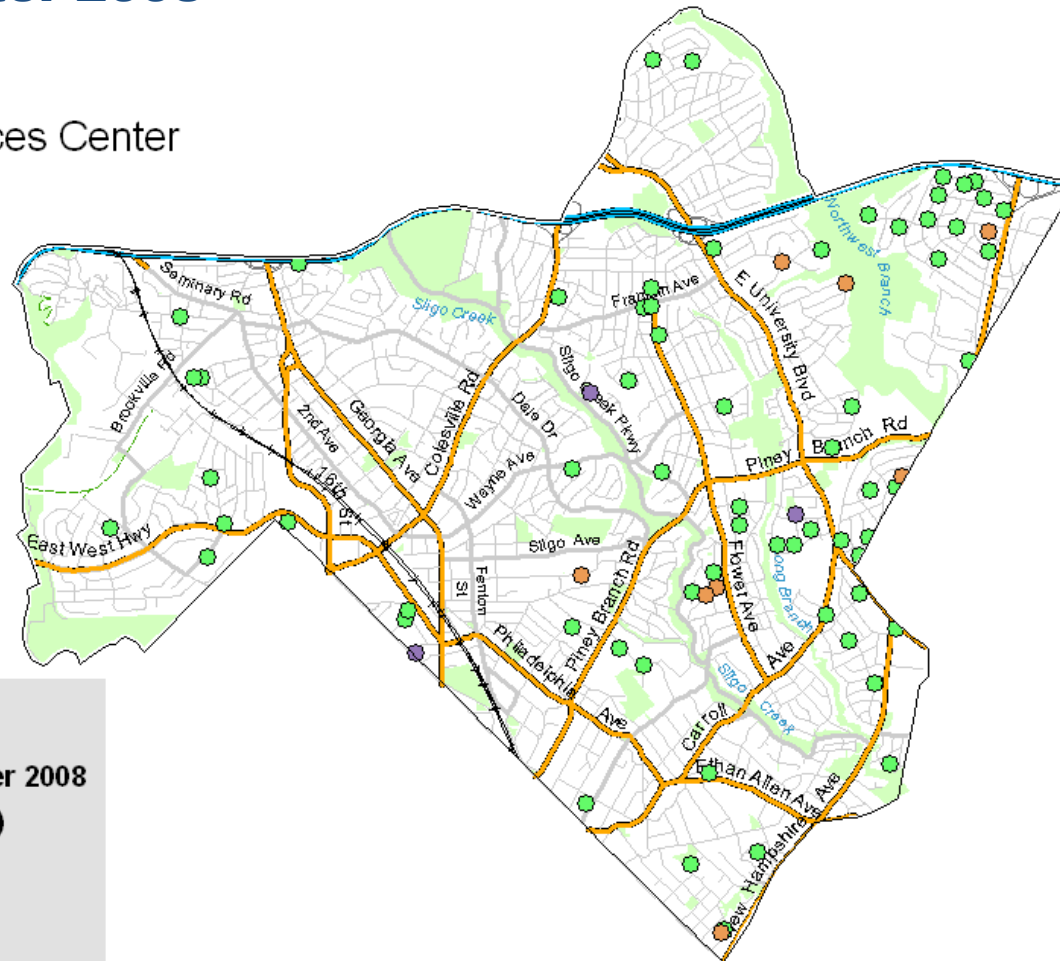 2008
ces Center
Seminary Rd
Brookville Rd
2nd Ave
Georgia Ave
16th St
Colesville Rd
Sligo Creek
Dale Dr
Wayne Ave
Sligo Creek Pkwy
Franklin Ave
E University Blvd
Northwest Branch
Piney Branch Rd
East West Hwy
Sligo Ave
Fenton St
Piney Branch Rd
Flower Ave
Long Branch
Philadelphia Ave
Sligo Creek
Carroll Ave
Ethan Allen Ave
New Hampshire Ave
er 2008
)